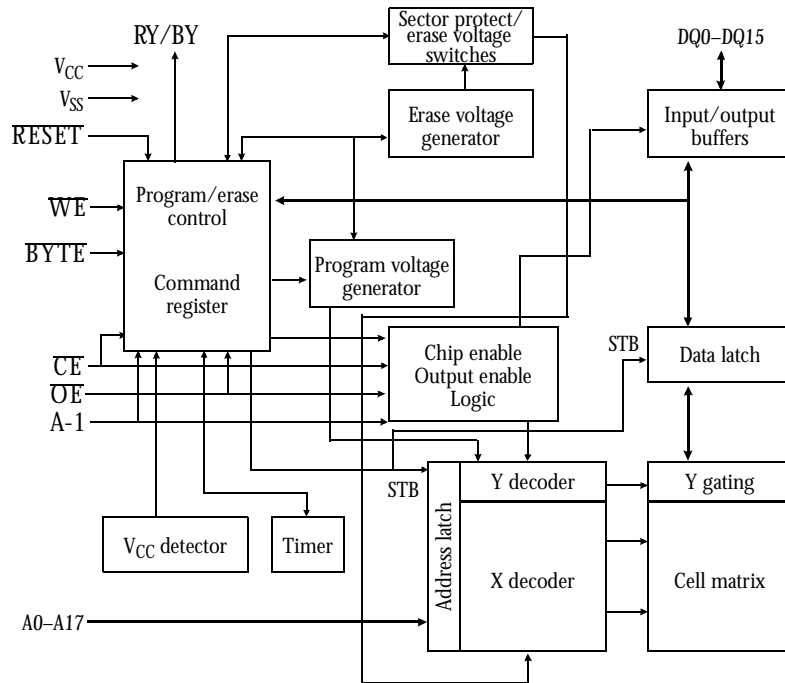 RY/BY
Sector protect/
erase voltage
switches
DQ0–DQ15
VCC
VSS
RESET
Erase voltage
generator
Input/output
buffers
Program/erase
control
WE
BYTE
Command
register
Program voltage
generator
CE
OE
A-1
Chip enable
Output enable
Logic
STB
Data latch
STB
Address latch
Y decoder
Y gating
VCC detector
Timer
X decoder
Cell matrix
A0–A17